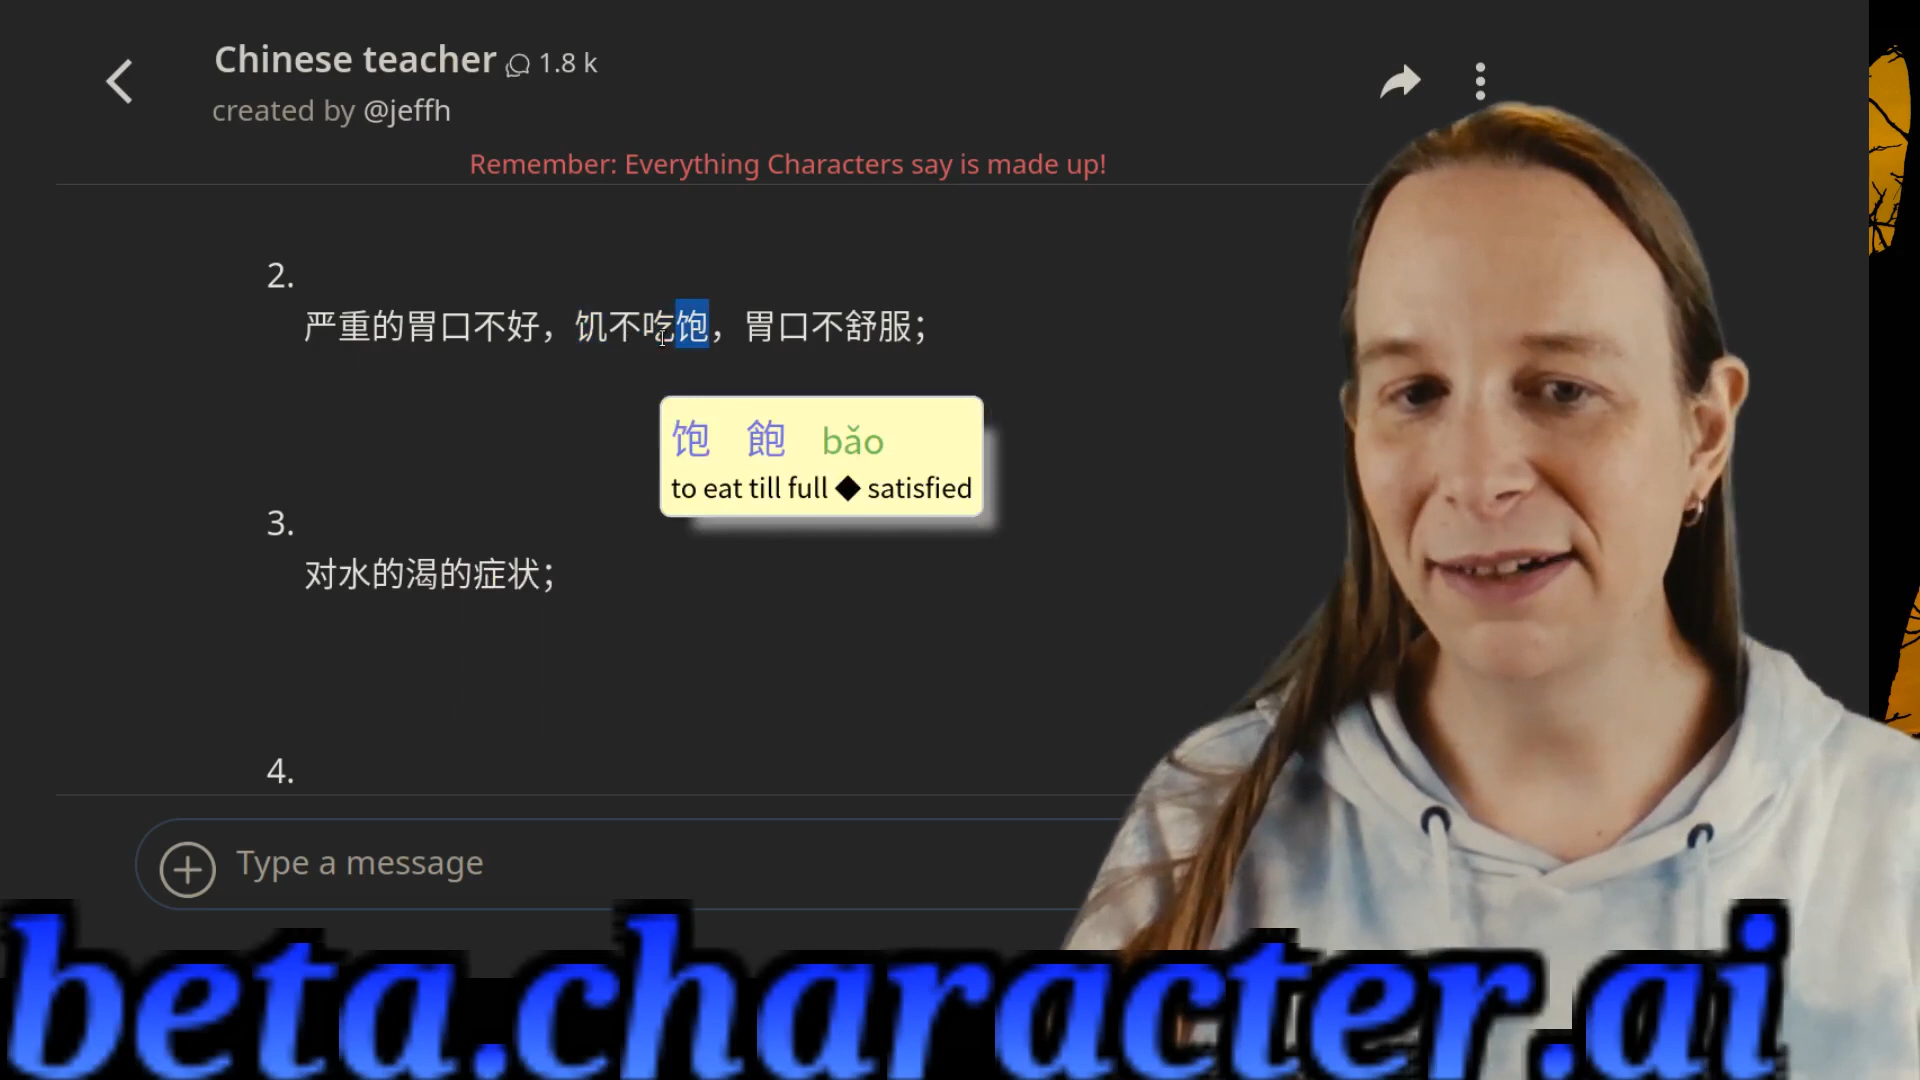 Chinese teacher 1.8 k
created by @jeffh
Remember: Everything Characters say is made up!
2.
严重的胃口不好，饥不吃饱，胃口不舒服；
饱 飽 bǎo
to eat till full ◆ satisfied
3.
对水的渴的症状；
4.
Type a message
beta.character.ai